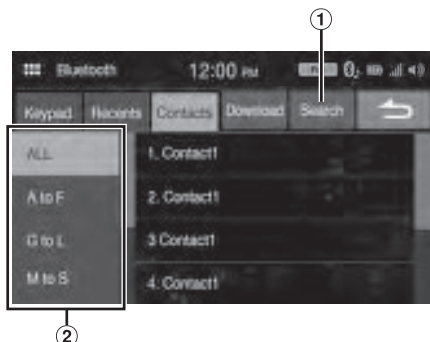 ①
Bluetooth 12:00 PM
Keypad Recents Contacts Download Search
ALL
1. Contact1
A to F
2. Contact1
G to L
3 Contact1
M to S
4. Contact1
②